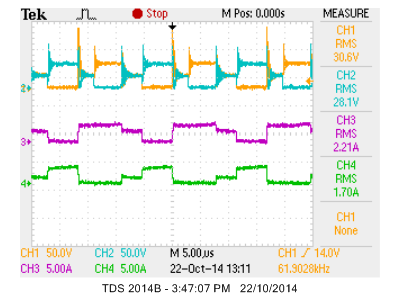 Tek Stop M Pos: 0.000s MEASURE
CH1
RMS
30.6V
CH2
RMS
28.1V
CH3
RMS
2.21A
CH4
RMS
1.70A
CH1
None
2
3
4
CH1 50.0V CH2 50.0V M 5.00µs CH1 14.0V
CH3 5.00A CH4 5.00A 22-Oct-14 13:11 61.9028kHz
TDS 2014B - 3:47:07 PM 22/10/2014